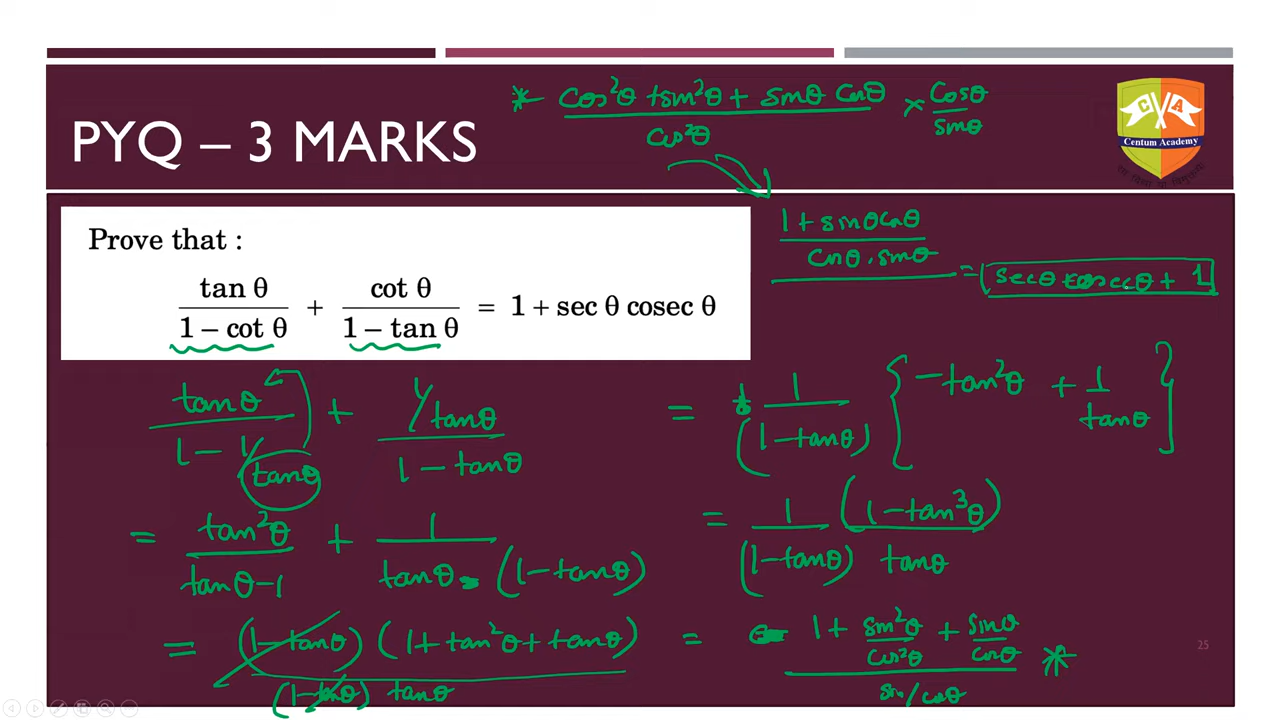 * cos²θ + sin²θ + sinθ cosθ / cos²θ × cosθ / sinθ
PYQ – 3 MARKS
Centum Academy
1 + sinθ cosθ / cosθ . sinθ = secθ cosecθ + 1
Prove that :
tan θ / 1 – cot θ + cot θ / 1 – tan θ = 1 + sec θ cosec θ
tanθ / 1 - 1/tanθ + 1/tanθ / 1 - tanθ
= 1 / (1-tanθ) { -tan²θ + 1 / tanθ }
= tan²θ / tanθ-1 + 1 / tanθ (1-tanθ)
= 1 / (1-tanθ) (1-tan³θ) / tanθ
= (1-tanθ) (1+tan²θ+tanθ) / (1-tanθ) tanθ
= 1 + sin²θ / cos²θ + sinθ / cosθ / sin/cosθ *
25